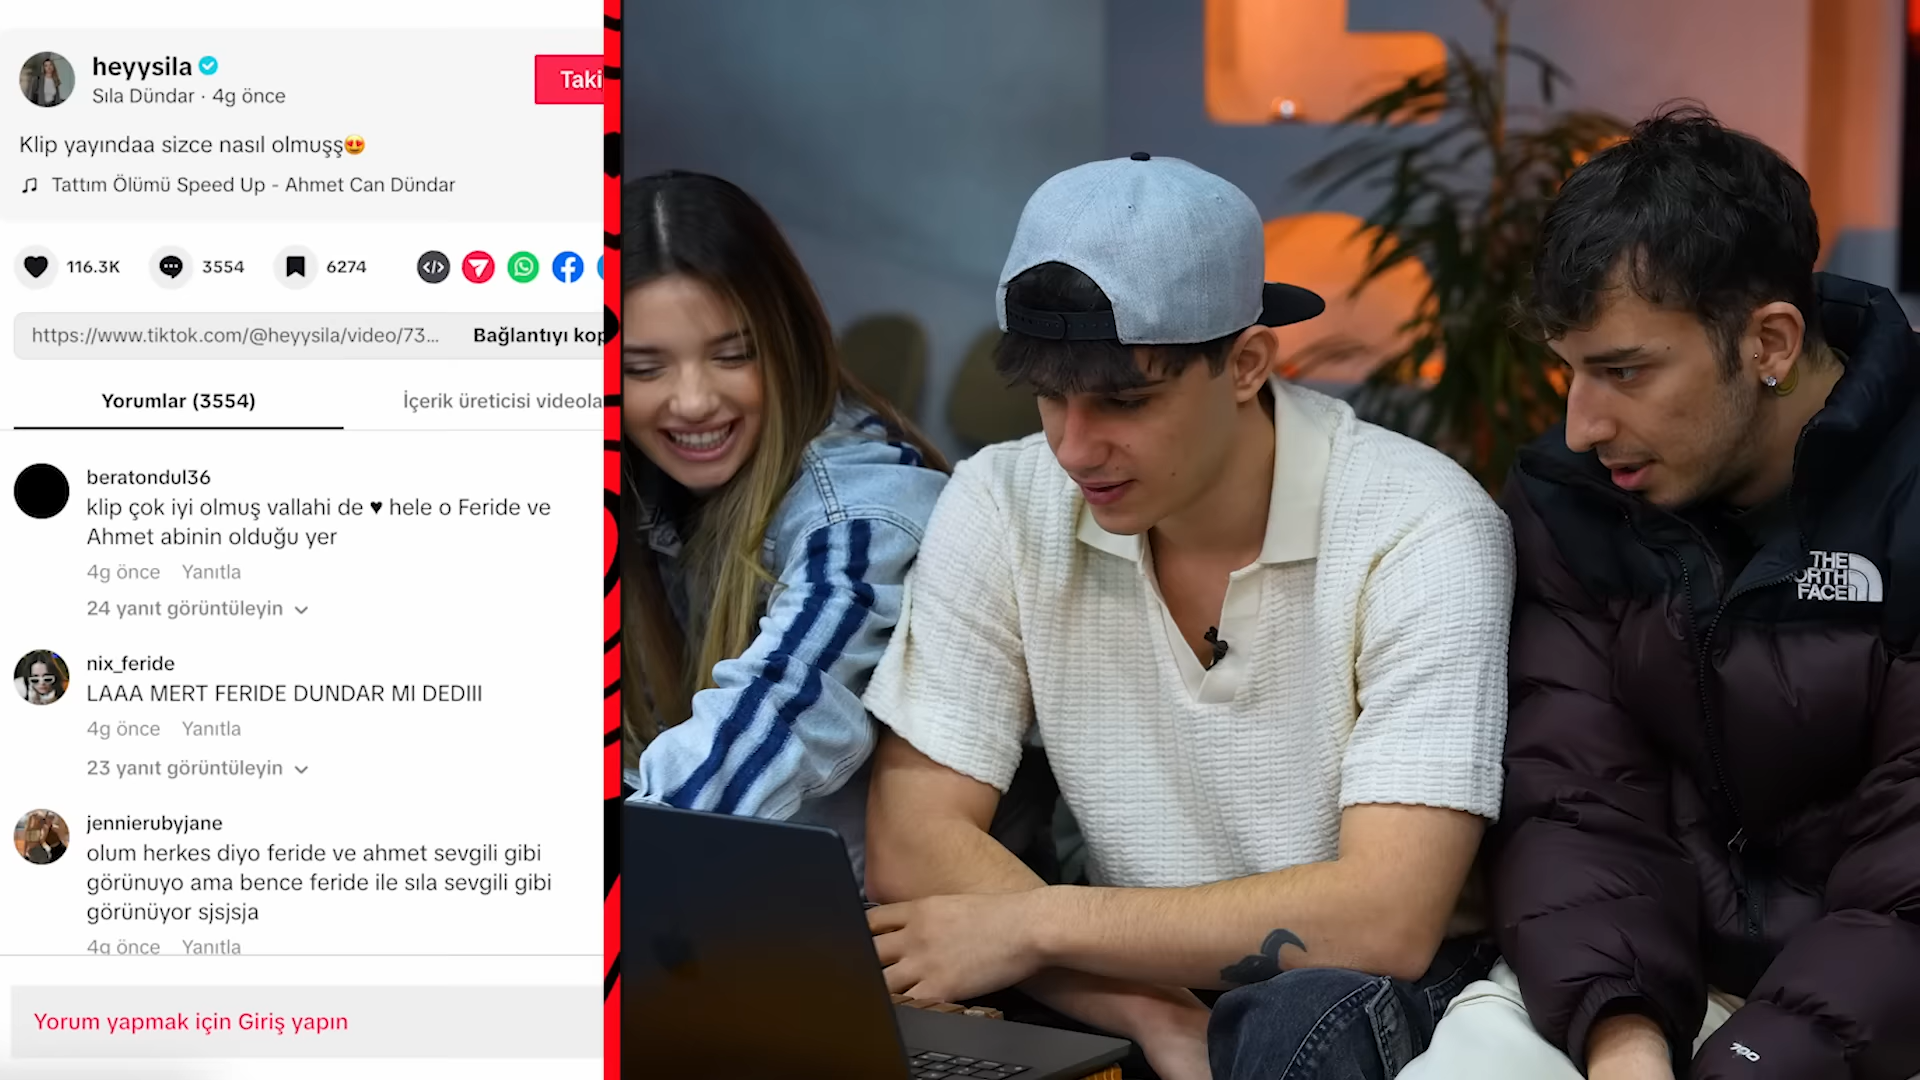 heyysila
Sıla Dündar · 4g önce
Taki
Klip yayındaa sizce nasıl olmuşş😍
Tattım Ölümü Speed Up - Ahmet Can Dündar
116.3K 3554 6274
https://www.tiktok.com/@heyysila/video/73...
Bağlantıyı kop
Yorumlar (3554)
İçerik üreticisi videola
beratondul36
klip çok iyi olmuş vallahi de ♥ hele o Feride ve
Ahmet abinin olduğu yer
4g önce Yanıtla
24 yanıt görüntüleyin
nix_feride
LAAA MERT FERIDE DUNDAR MI DEDIII
4g önce Yanıtla
23 yanıt görüntüleyin
jennierubyjane
olum herkes diyo feride ve ahmet sevgili gibi
görünuyo ama bence feride ile sıla sevgili gibi
görünüyor sjsjsja
4g önce Yanıtla
Yorum yapmak için Giriş yapın
THE
NORTH
FACE
700